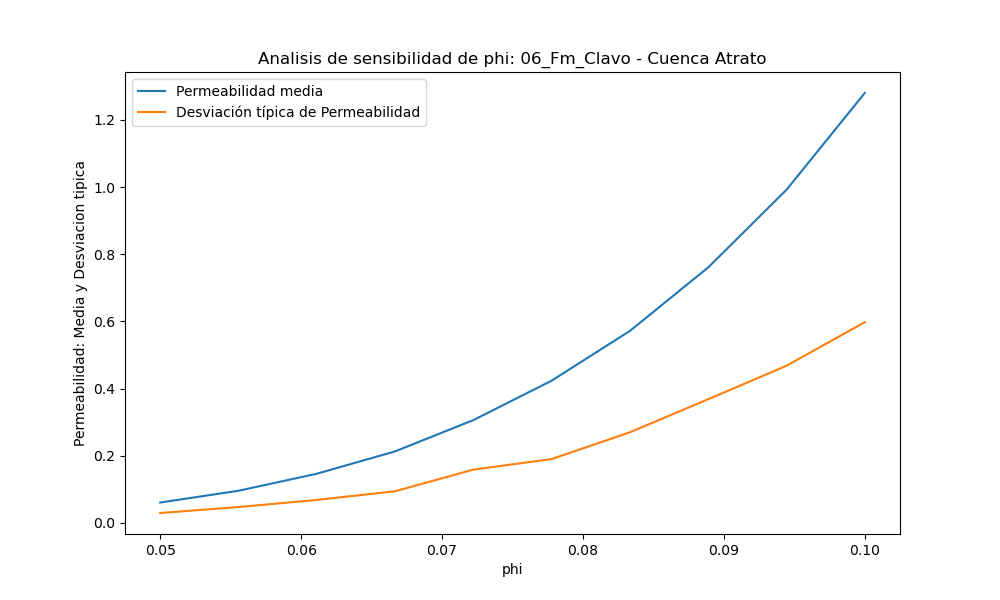 Analisis de sensibilidad de phi: 06_Fm_Clavo - Cuenca Atrato
Permeabilidad media
Desviación típica de Permeabilidad
Permeabilidad: Media y Desviacion tipica
1.2
1.0
0.8
0.6
0.4
0.2
0.0
0.05 0.06 0.07 0.08 0.09 0.10
phi